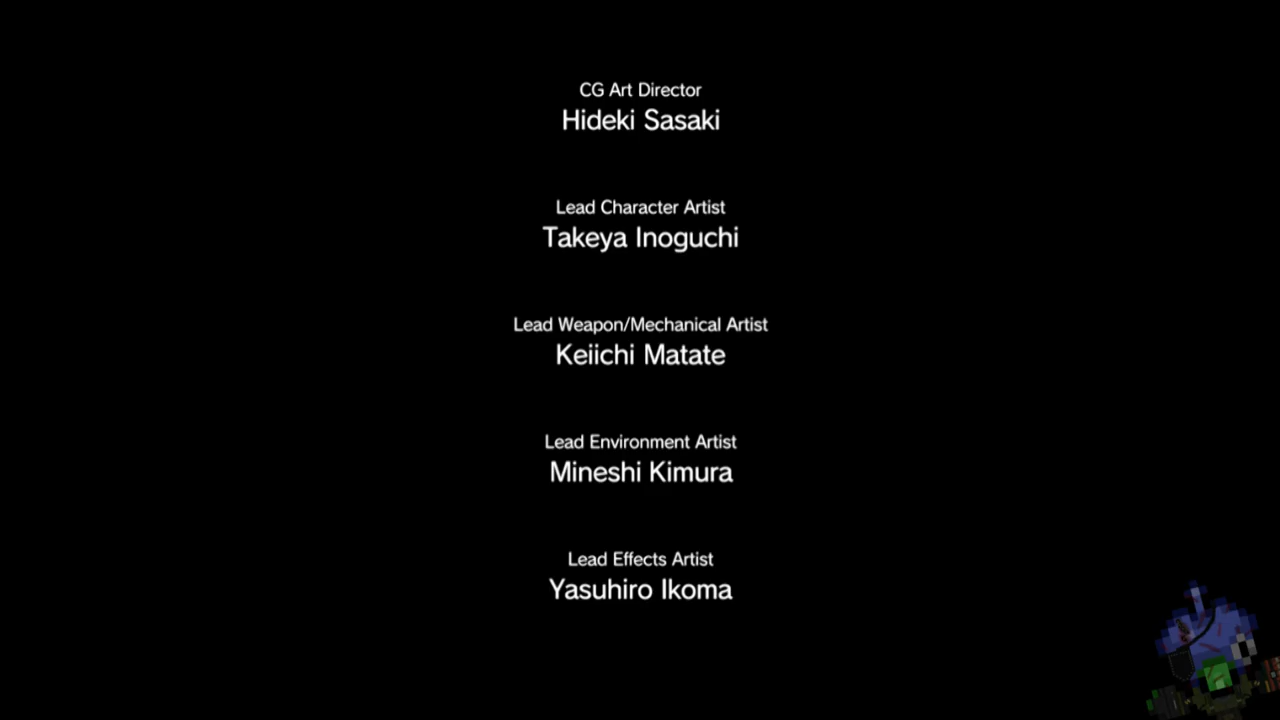 CG Art Director
Hideki Sasaki
Lead Character Artist
Takeya Inoguchi
Lead Weapon/Mechanical Artist
Keiichi Matate
Lead Environment Artist
Mineshi Kimura
Lead Effects Artist
Yasuhiro Ikoma